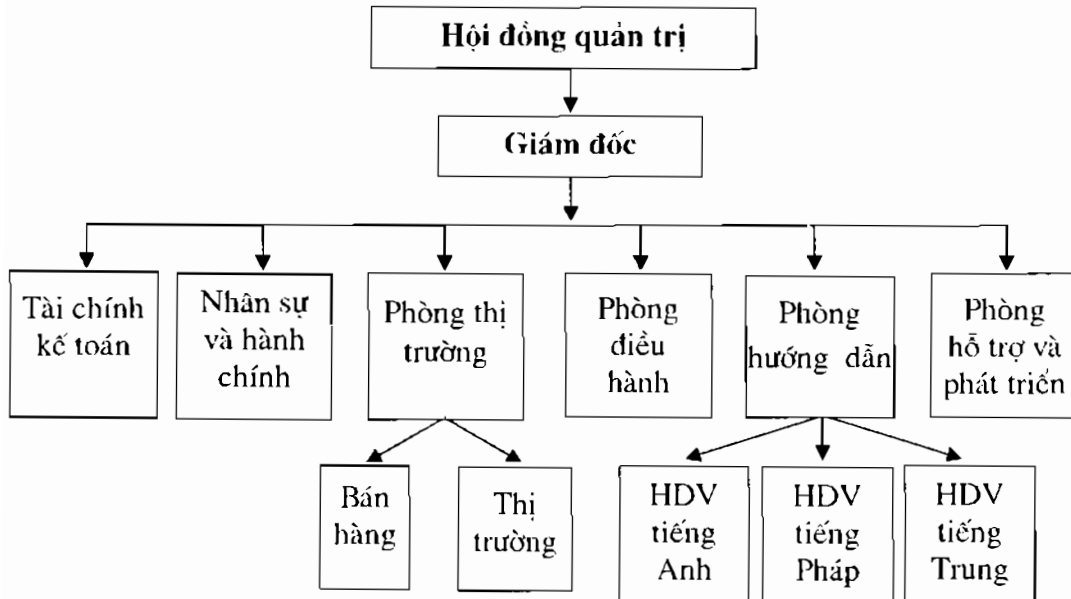 Hội đồng quản trị
Giám đốc
Tài chính
kế toán
Nhân sự
và hành
chính
Phòng thị
trường
Phòng
điều
hành
Phòng
hướng dẫn
Phòng
hỗ trợ và
phát triển
Bán
hàng
Thị
trường
HDV
tiếng
Anh
HDV
tiếng
Pháp
HDV
tiếng
Trung